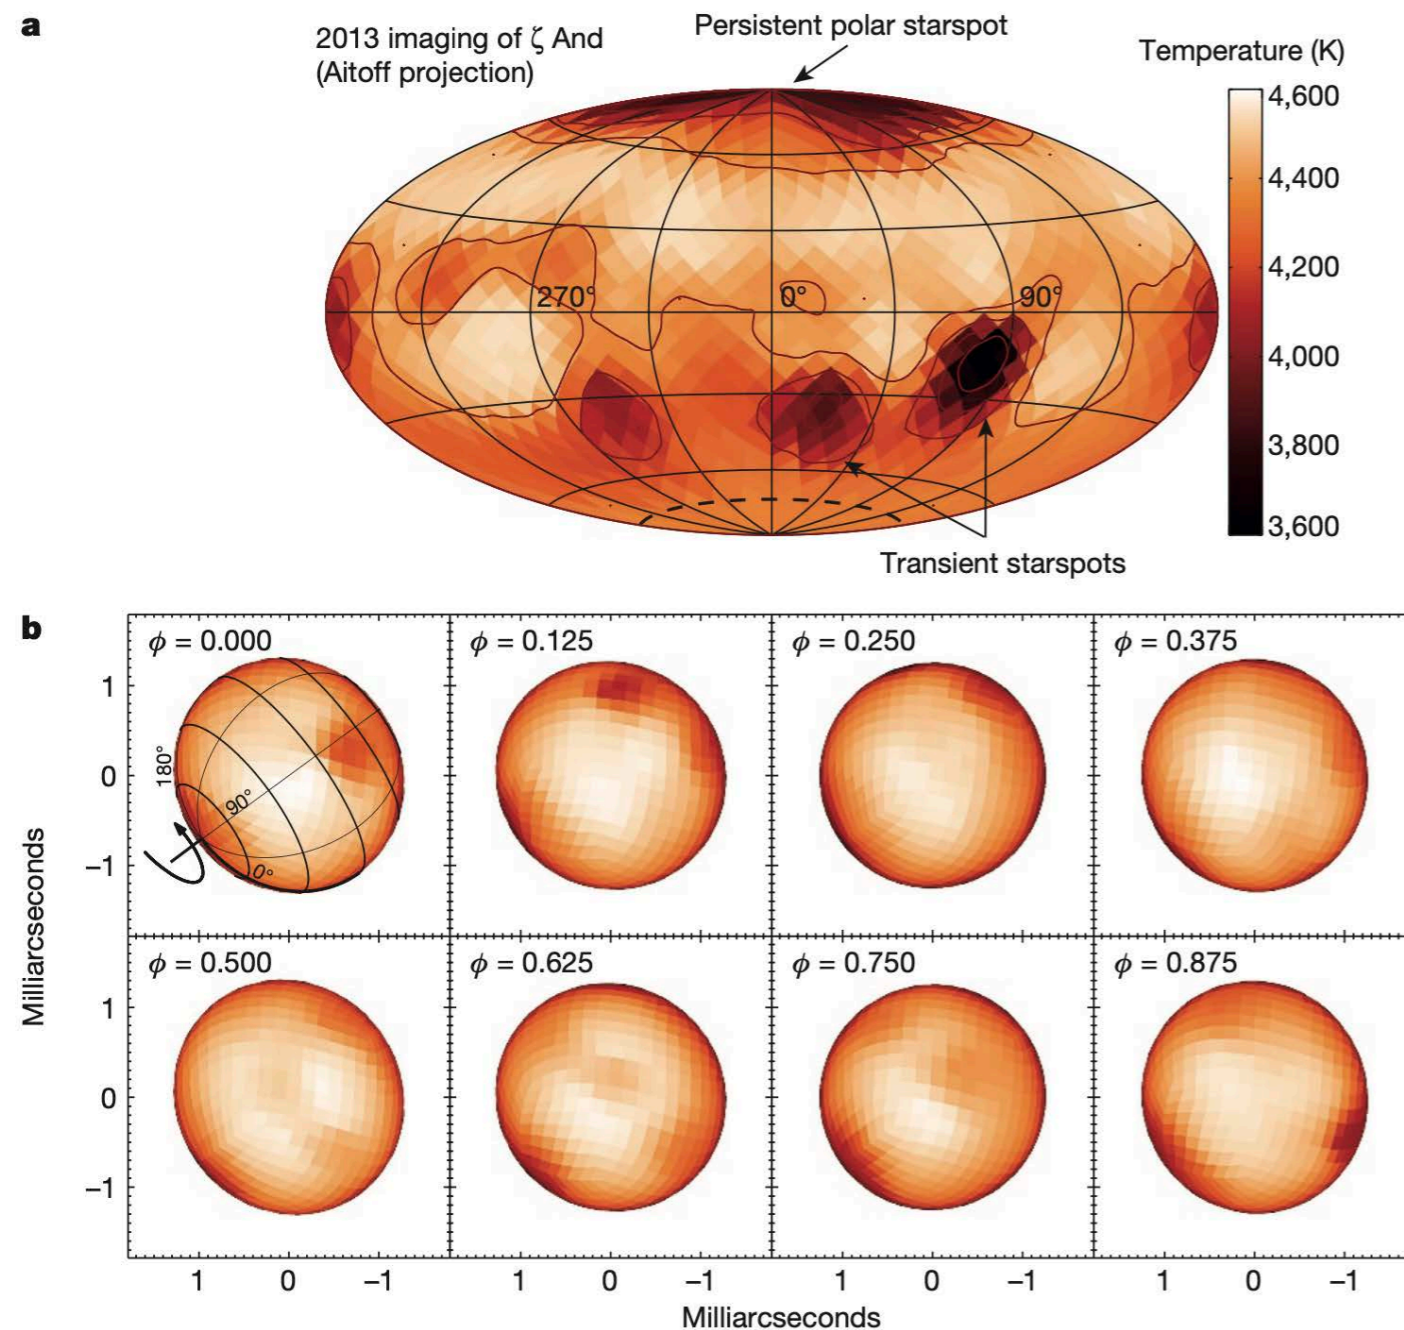 a
2013 imaging of ζ And
(Aitoff projection)
Persistent polar starspot
Temperature (K)
4,600
4,400
4,200
4,000
3,800
3,600
270°
0°
90°
Transient starspots
b
ϕ = 0.000
ϕ = 0.125
ϕ = 0.250
ϕ = 0.375
180°
90°
0°
1
0
−1
ϕ = 0.500
ϕ = 0.625
ϕ = 0.750
ϕ = 0.875
1
0
−1
Milliarcseconds
1 0 −1 1 0 −1 1 0 −1 1 0 −1
Milliarcseconds